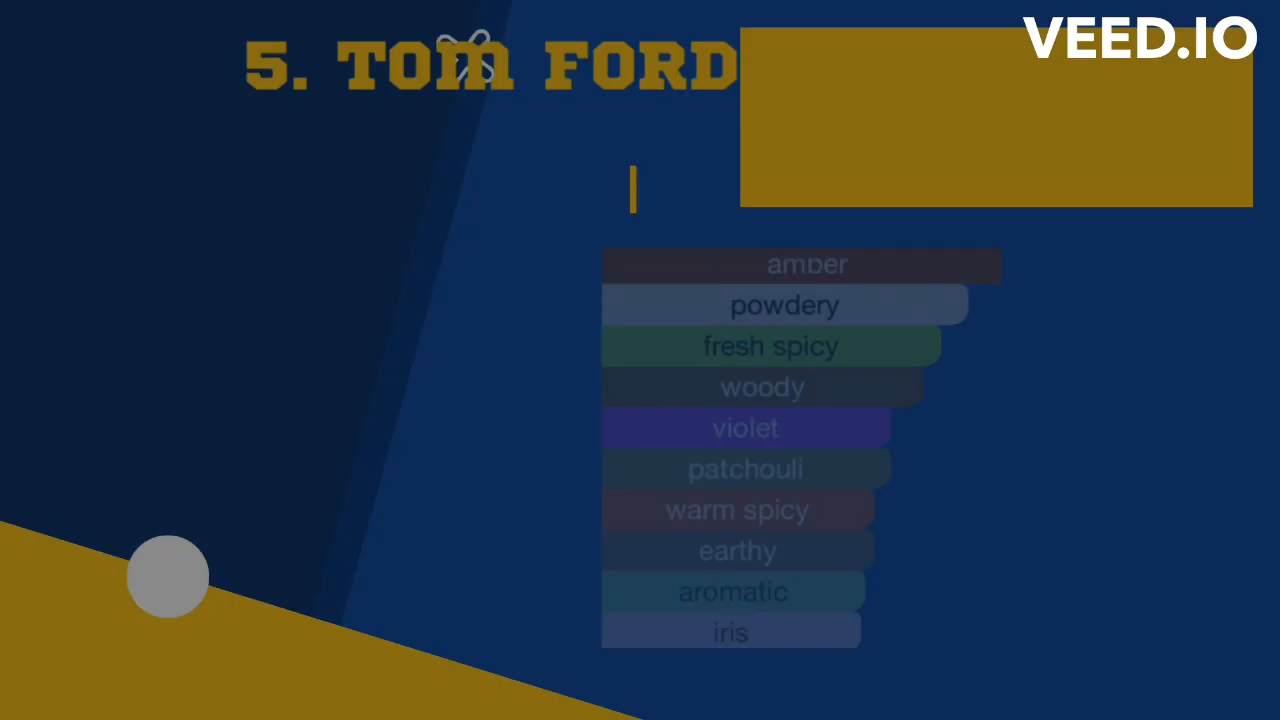 VEED.IO
5. TOM FORD
amber
powdery
fresh spicy
woody
violet
patchouli
warm spicy
earthy
aromatic
iris